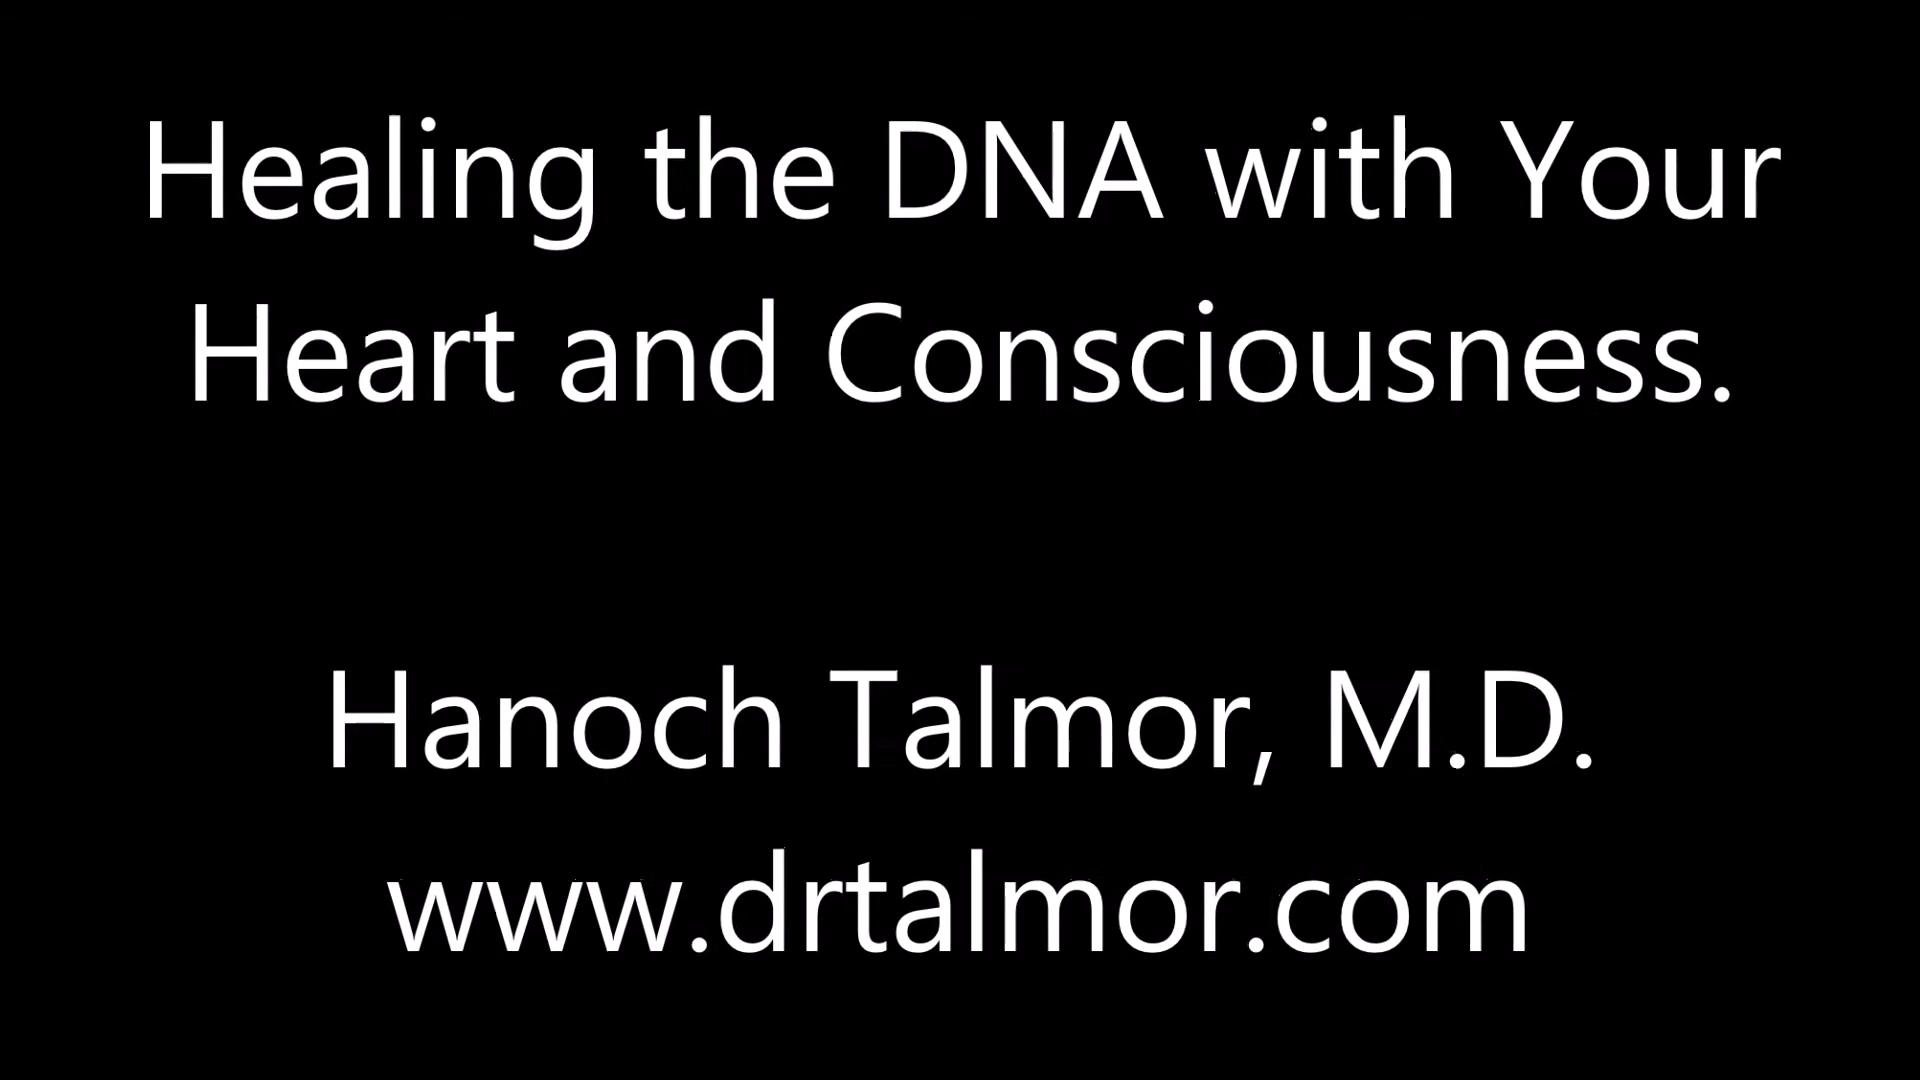 Healing the DNA with Your
Heart and Consciousness.
Hanoch Talmor, M.D.
www.drtalmor.com